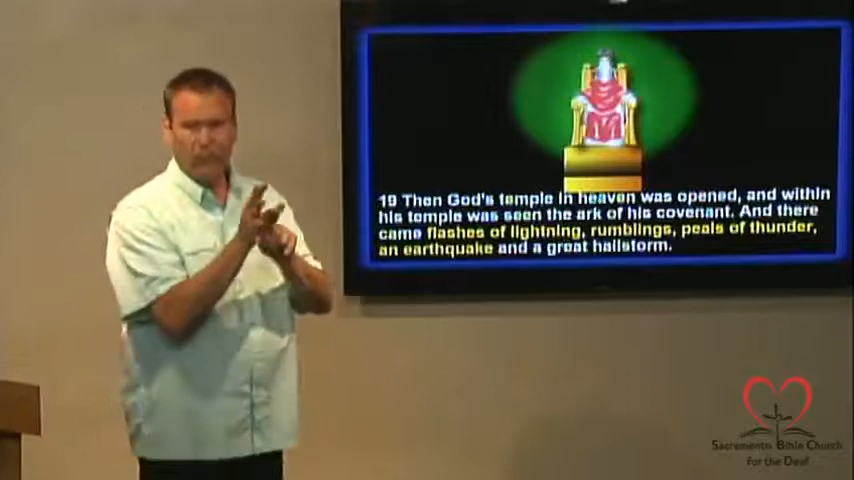 19 Then God's temple in heaven was opened, and within
his temple was seen the ark of his covenant. And there
came flashes of lightning, rumblings, peals of thunder,
an earthquake and a great hailstorm.
Sacramento Bible Church
for the Deaf